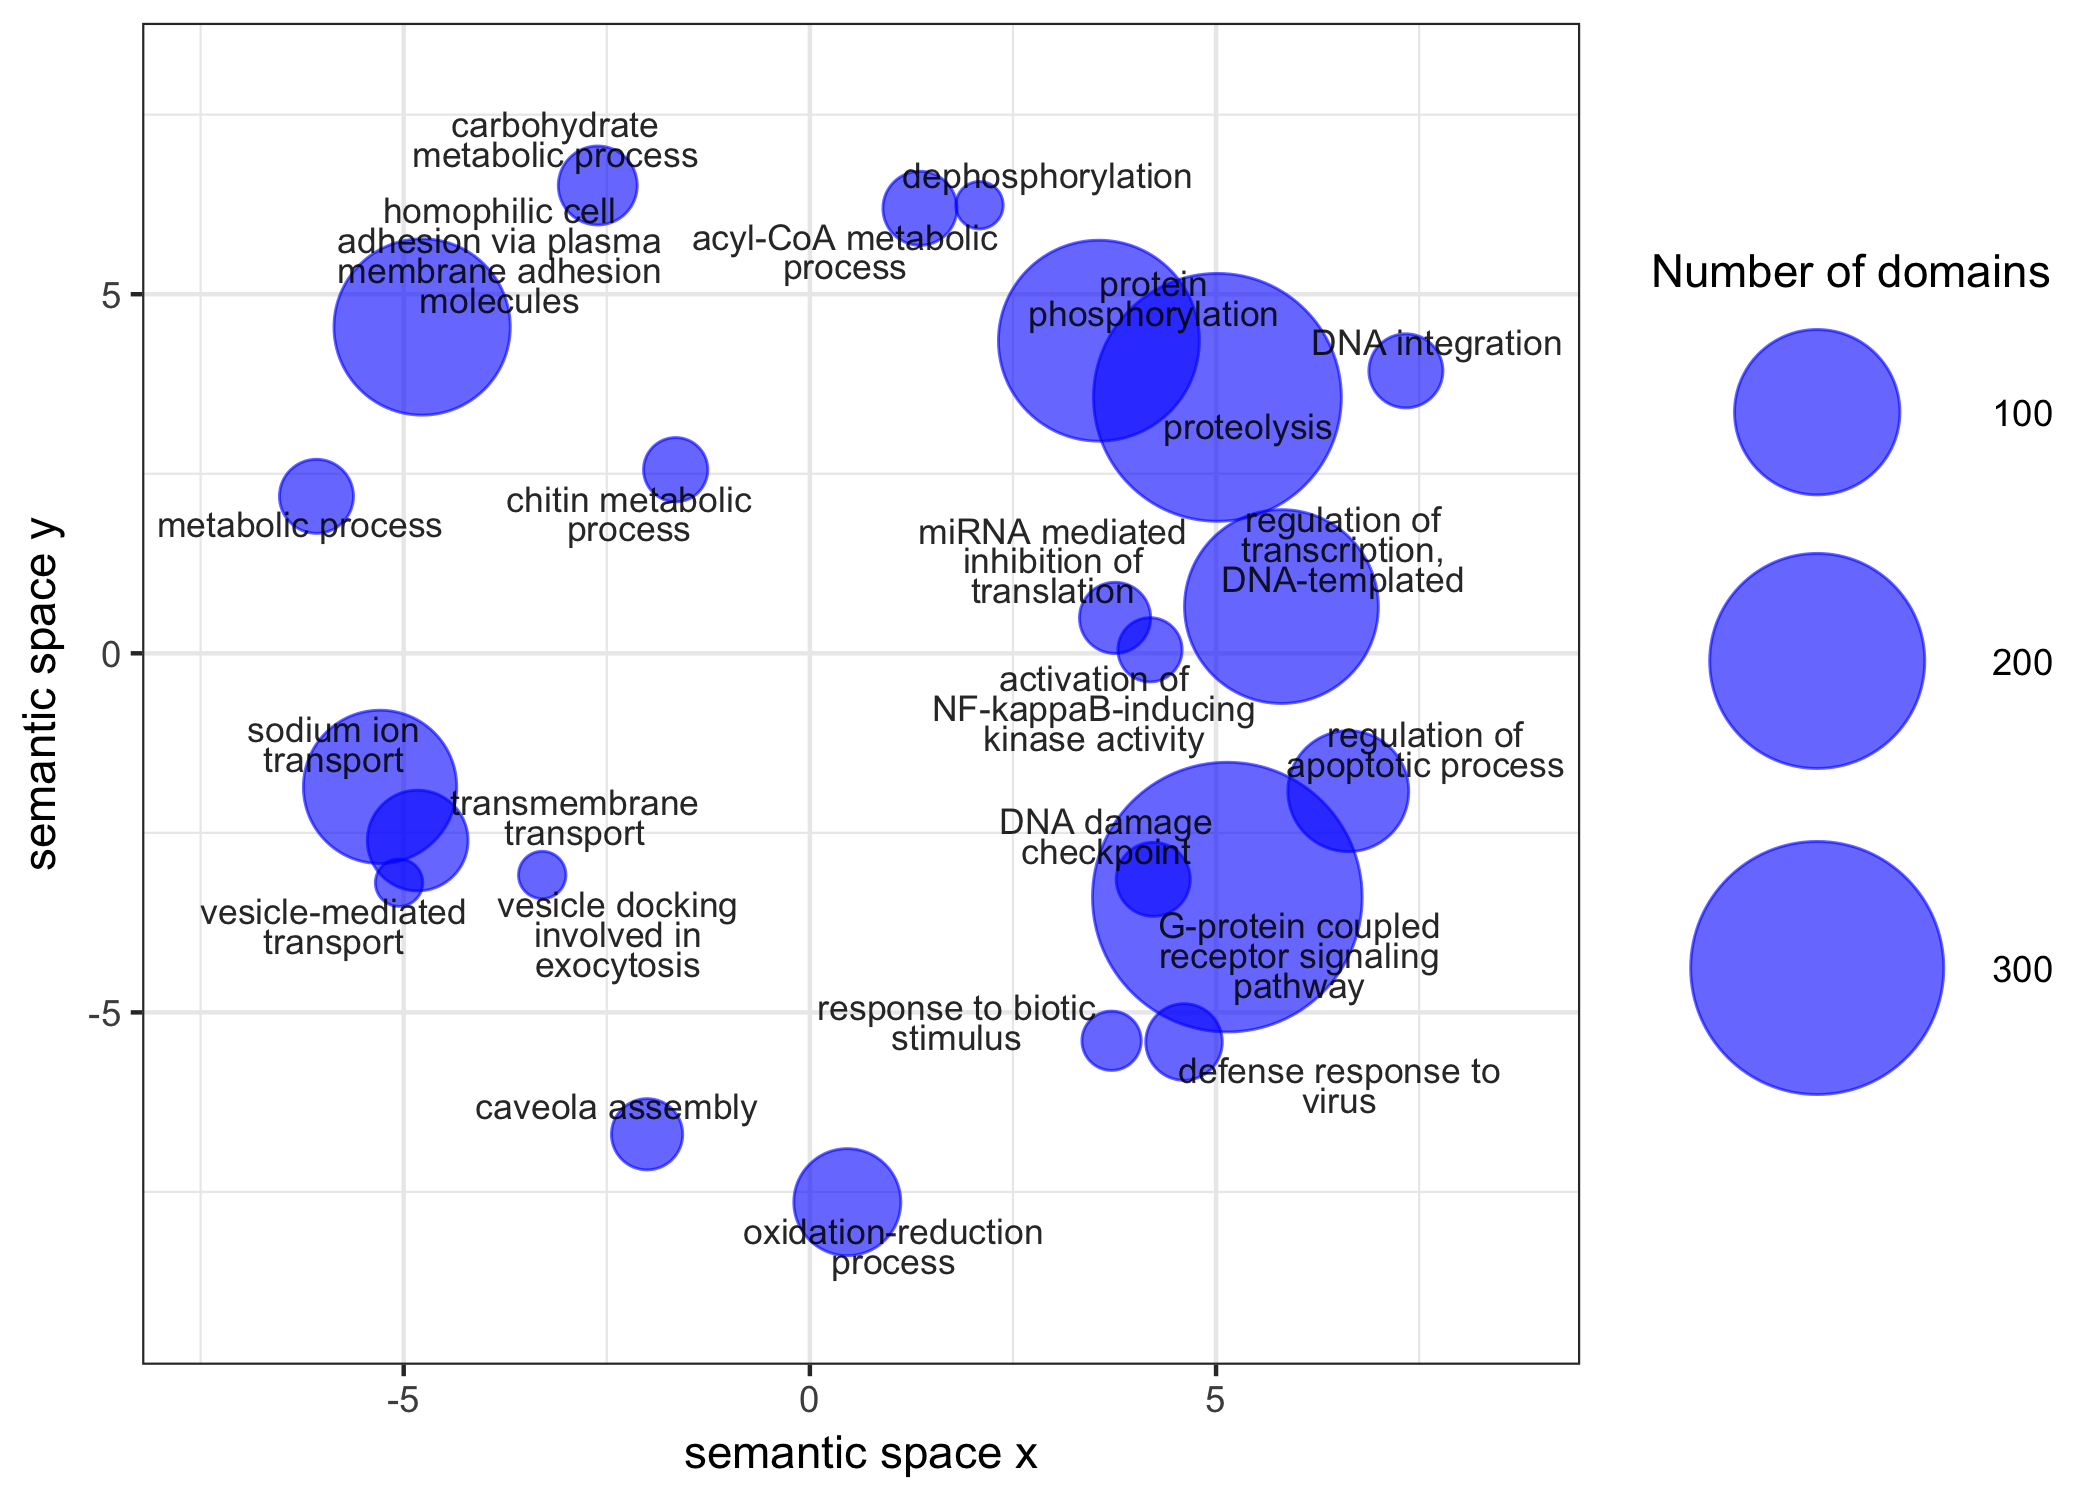 carbohydrate
metabolic process
dephosphorylation
homophilic cell
adhesion via plasma
membrane adhesion
molecules
acyl-CoA metabolic
process
protein
phosphorylation
DNA integration
proteolysis
metabolic process
chitin metabolic
process
miRNA mediated
inhibition of
translation
regulation of
transcription,
DNA-templated
activation of
NF-kappaB-inducing
kinase activity
sodium ion
transport
regulation of
apoptotic process
transmembrane
transport
DNA damage
checkpoint
vesicle-mediated
transport
vesicle docking
involved in
exocytosis
G-protein coupled
receptor signaling
pathway
response to biotic
stimulus
defense response to
virus
caveola assembly
oxidation-reduction
process
5
0
-5
semantic space y
-5
0
5
semantic space x
Number of domains
100
200
300